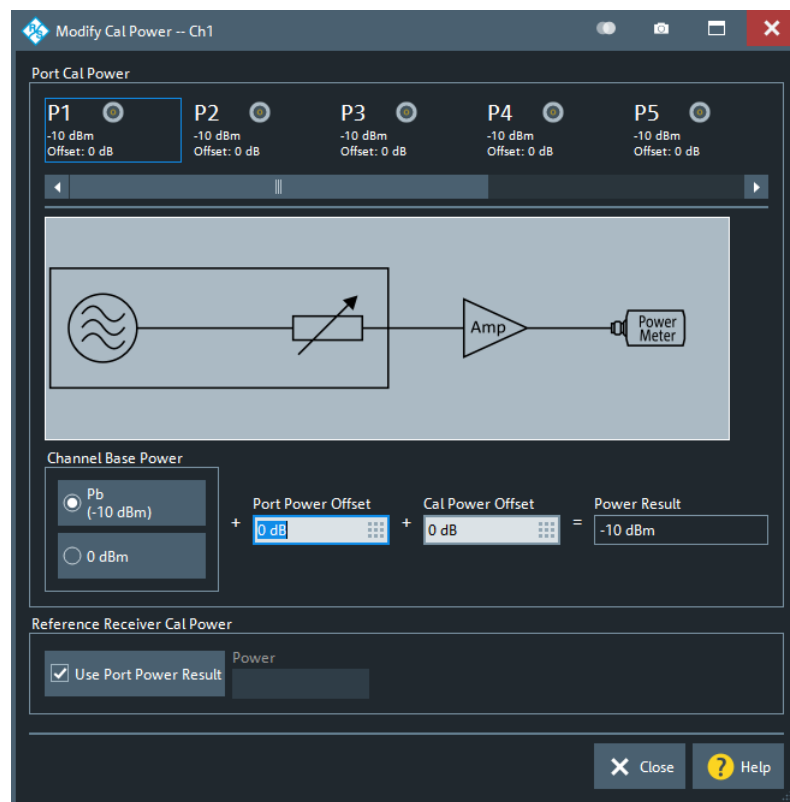 Modify Cal Power -- Ch1
Port Cal Power
P1 P2 P3 P4 P5
-10 dBm -10 dBm -10 dBm -10 dBm -10 dBm
Offset: 0 dB Offset: 0 dB Offset: 0 dB Offset: 0 dB Offset: 0 dB
Amp
Power
Meter
Channel Base Power
Pb
(-10 dBm)
0 dBm
+ Port Power Offset
0 dB
+ Cal Power Offset
0 dB
= Power Result
-10 dBm
Reference Receiver Cal Power
Use Port Power Result
Power
Close
? Help